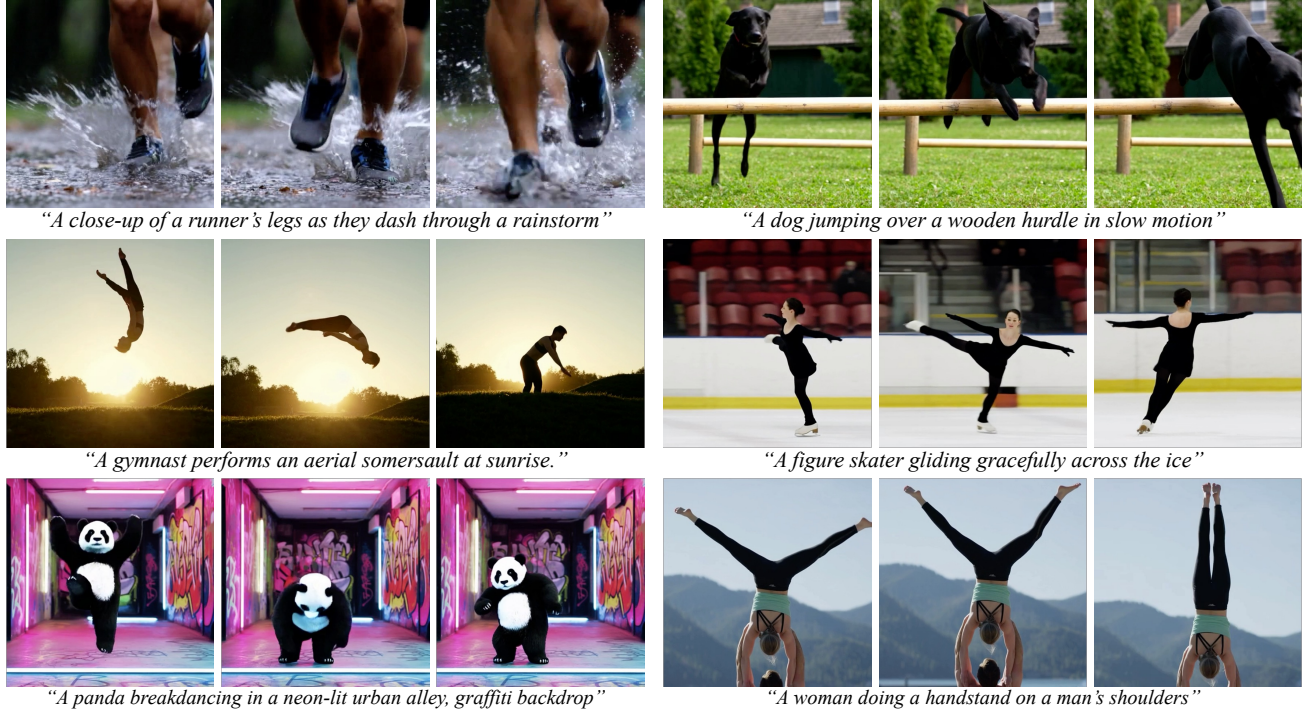 “A close-up of a runner’s legs as they dash through a rainstorm”
“A dog jumping over a wooden hurdle in slow motion”
“A gymnast performs an aerial somersault at sunrise.”
“A figure skater gliding gracefully across the ice”
“A panda breakdancing in a neon-lit urban alley, graffiti backdrop”
“A woman doing a handstand on a man’s shoulders”